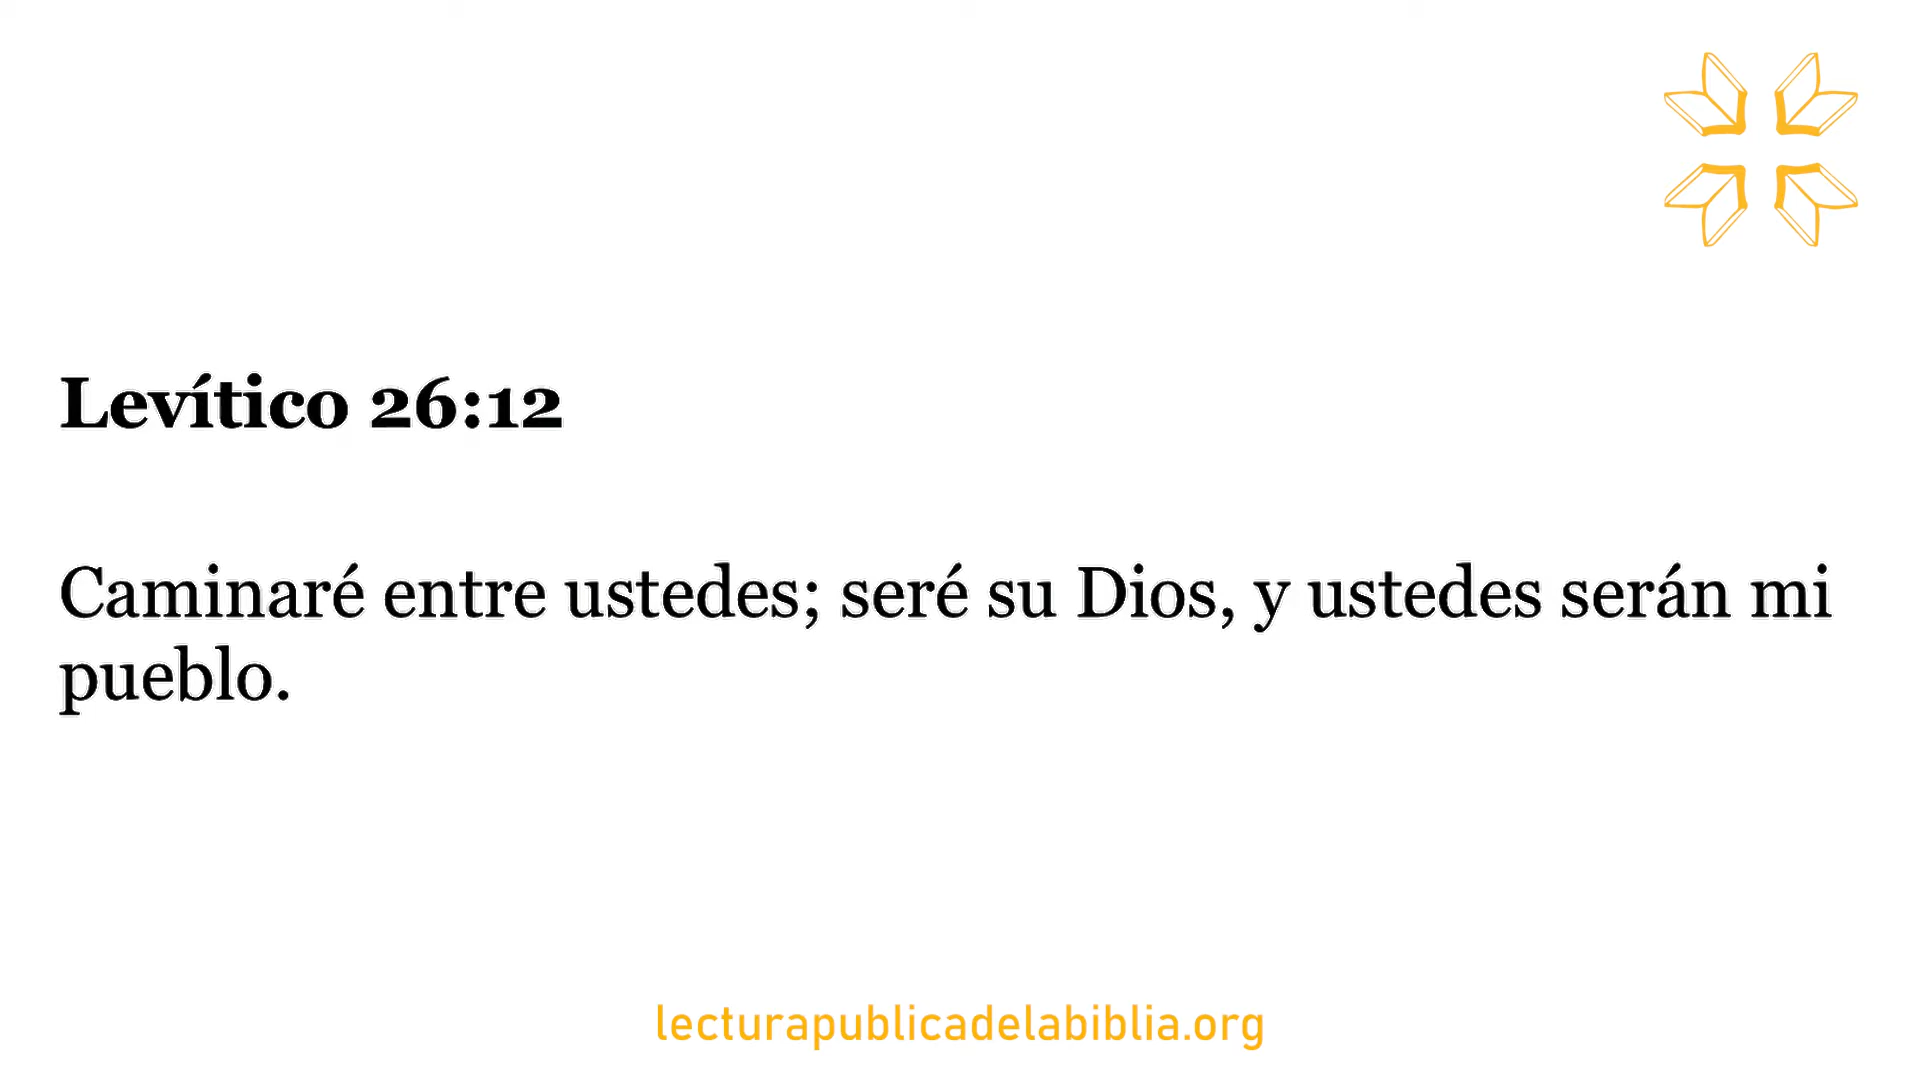 Levítico 26:12
Caminaré entre ustedes; seré su Dios, y ustedes serán mi
pueblo.
lecturapublicadelabiblia.org